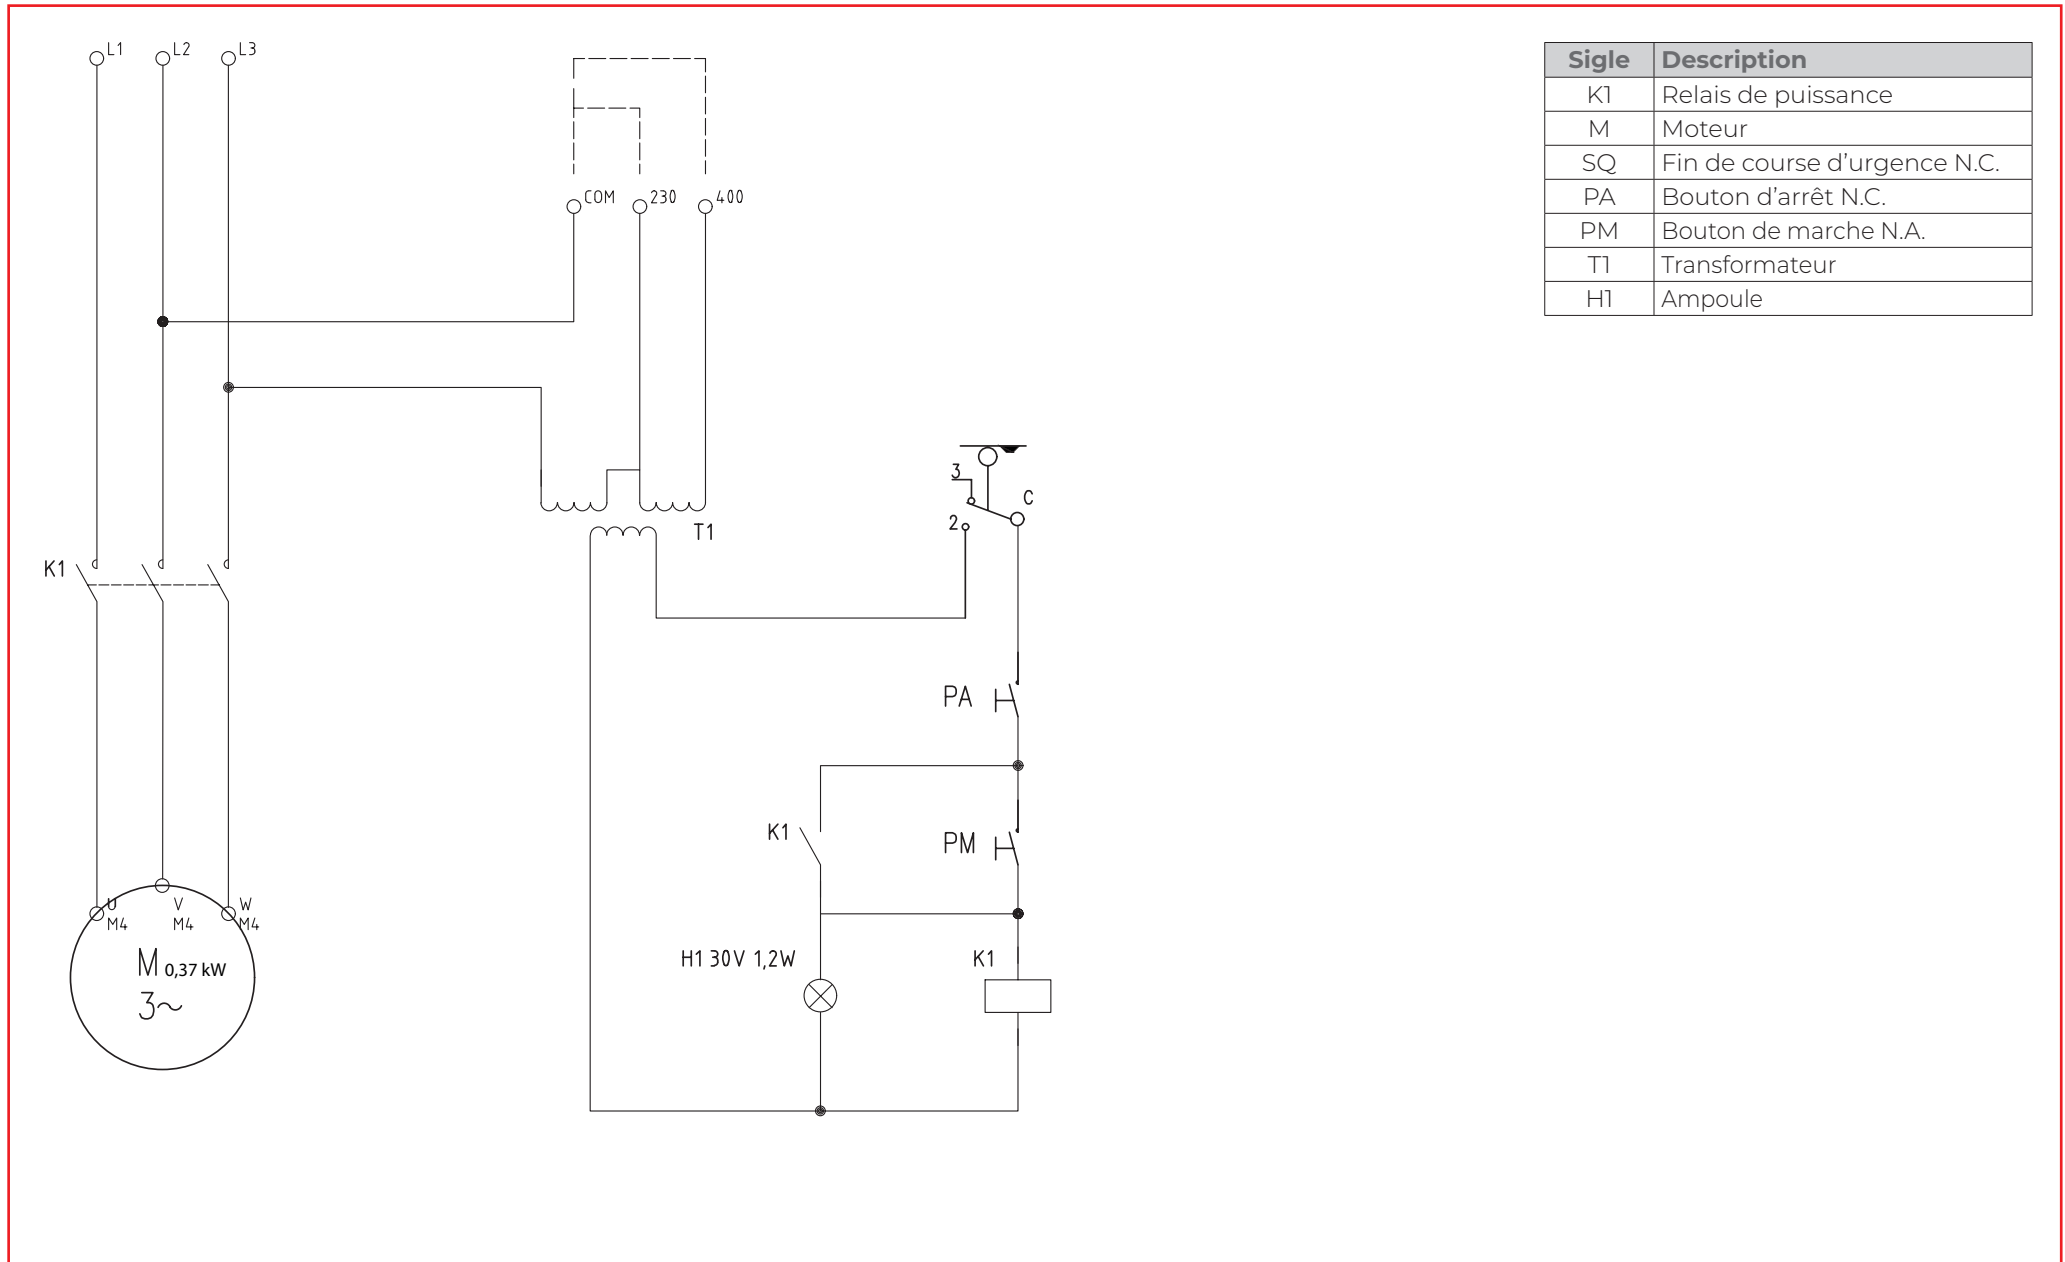 L1 L2 L3
COM 230 400
3
C
2
T1
K1
PA
K1
PM
U V W
M4 M4 M4
M 0,37 kW
3~
H1 30V 1,2W
K1
Sigle Description
K1 Relais de puissance
M Moteur
SQ Fin de course d’urgence N.C.
PA Bouton d’arrêt N.C.
PM Bouton de marche N.A.
T1 Transformateur
H1 Ampoule